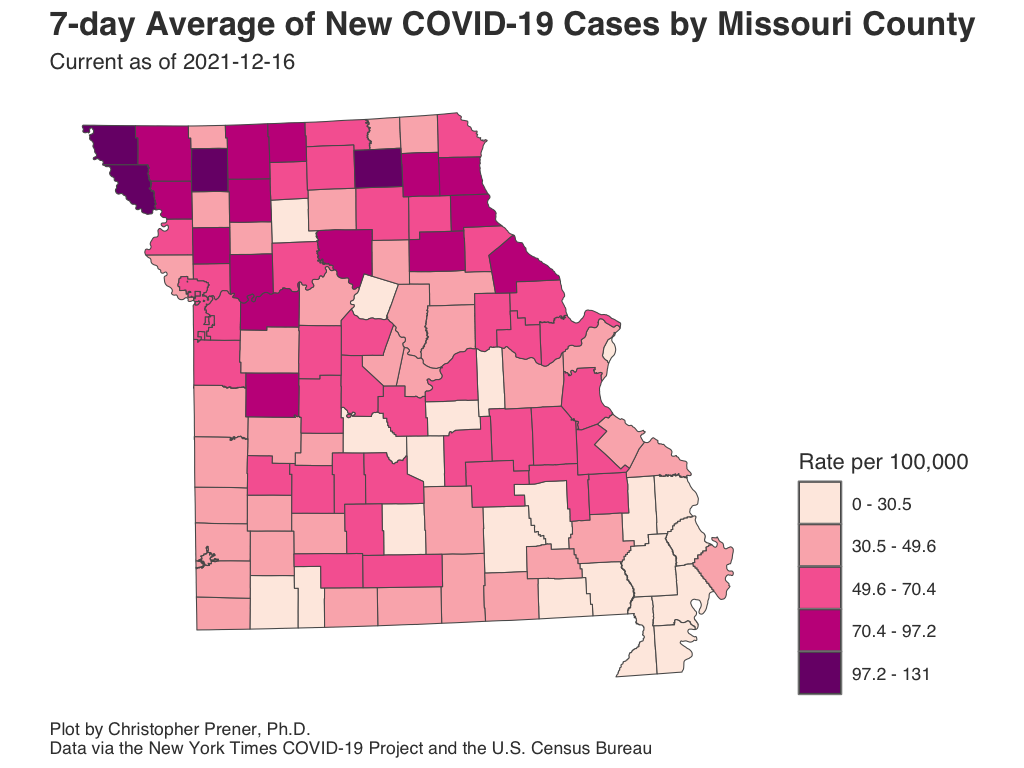 7-day Average of New COVID-19 Cases by Missouri County
Current as of 2021-12-16
Rate per 100,000
0 - 30.5
30.5 - 49.6
49.6 - 70.4
70.4 - 97.2
97.2 - 131
Plot by Christopher Prener, Ph.D.
Data via the New York Times COVID-19 Project and the U.S. Census Bureau